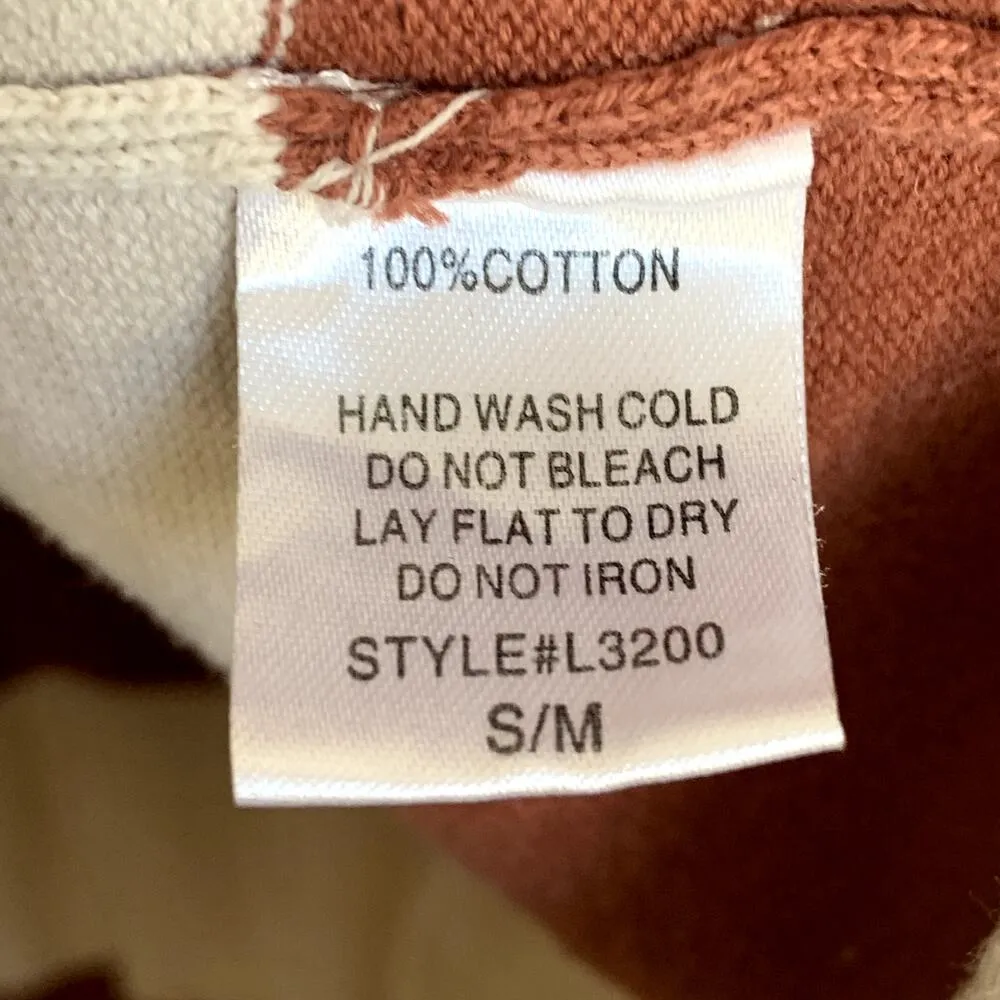 100%COTTON
HAND WASH COLD
DO NOT BLEACH
LAY FLAT TO DRY
DO NOT IRON
STYLE#L3200
S/M